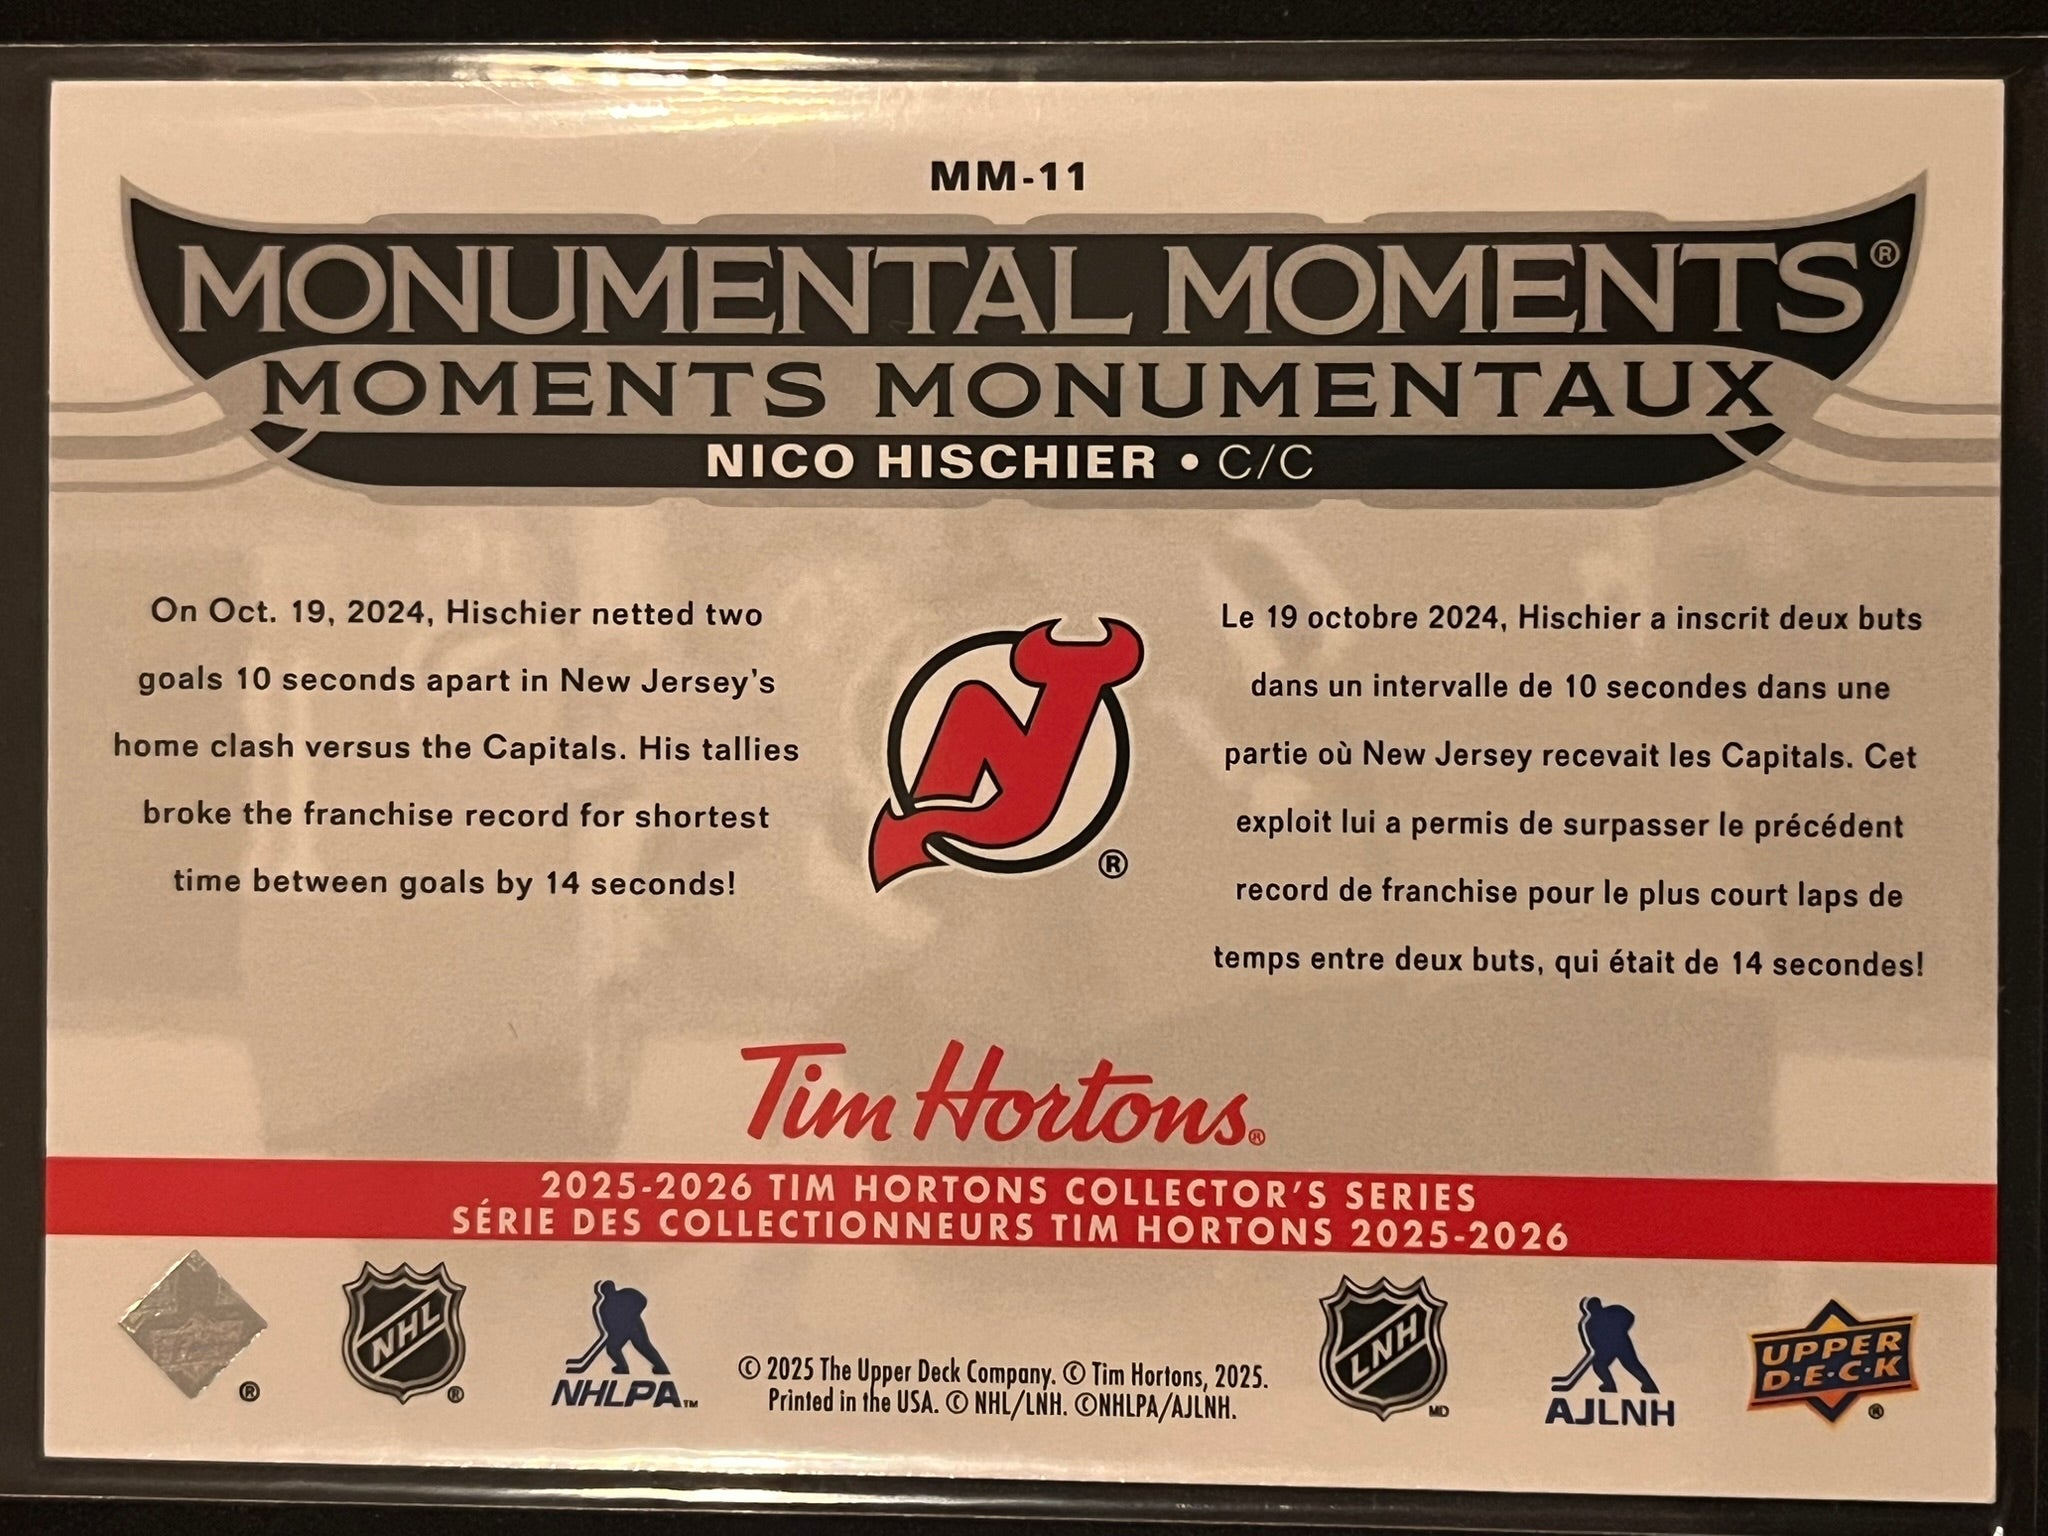 MM-11
MONUMENTAL MOMENTS®
MOMENTS MONUMENTAUX
NICO HISCHIER • C/C
On Oct. 19, 2024, Hischier netted two
goals 10 seconds apart in New Jersey's
home clash versus the Capitals. His tallies
broke the franchise record for shortest
time between goals by 14 seconds!
®
Le 19 octobre 2024, Hischier a inscrit deux buts
dans un intervalle de 10 secondes dans une
partie où New Jersey recevait les Capitals. Cet
exploit lui a permis de surpasser le précédent
record de franchise pour le plus court laps de
temps entre deux buts, qui était de 14 secondes!
Tim Hortons®
2025-2026 TIM HORTONS COLLECTOR'S SERIES
SÉRIE DES COLLECTIONNEURS TIM HORTONS 2025-2026
®
NHL®
NHLPA™
© 2025 The Upper Deck Company. © Tim Hortons, 2025.
Printed in the USA. © NHL/LNH. ©NHLPA/AJLNH.
LNH MD
AJLNH
UPPER
D·E·C·K®